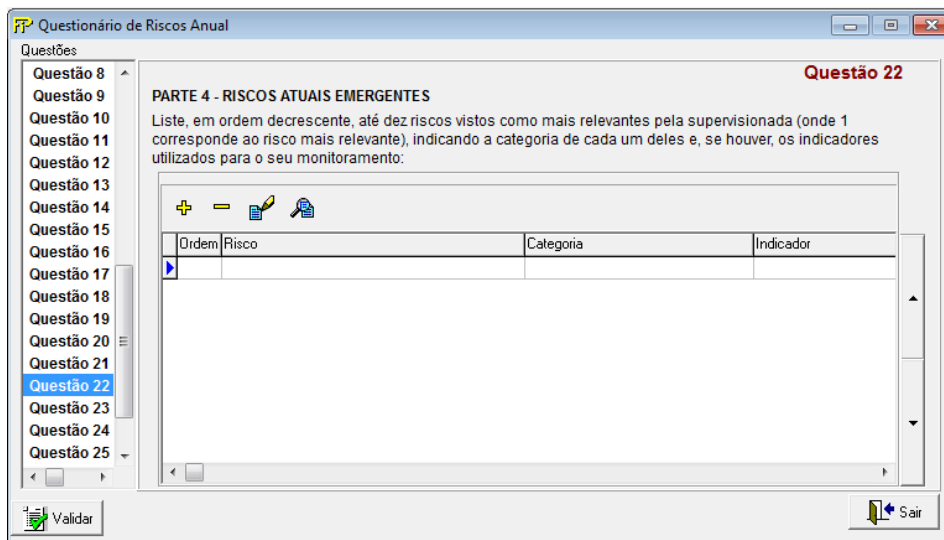 Questionário de Riscos Anual
Questões
Questão 8
Questão 9
Questão 10
Questão 11
Questão 12
Questão 13
Questão 14
Questão 15
Questão 16
Questão 17
Questão 18
Questão 19
Questão 20
Questão 21
Questão 22
Questão 23
Questão 24
Questão 25
Questão 22
PARTE 4 - RISCOS ATUAIS EMERGENTES
Liste, em ordem decrescente, até dez riscos vistos como mais relevantes pela supervisionada (onde 1
corresponde ao risco mais relevante), indicando a categoria de cada um deles e, se houver, os indicadores
utilizados para o seu monitoramento:
Ordem Risco Categoria Indicador
Validar
Sair